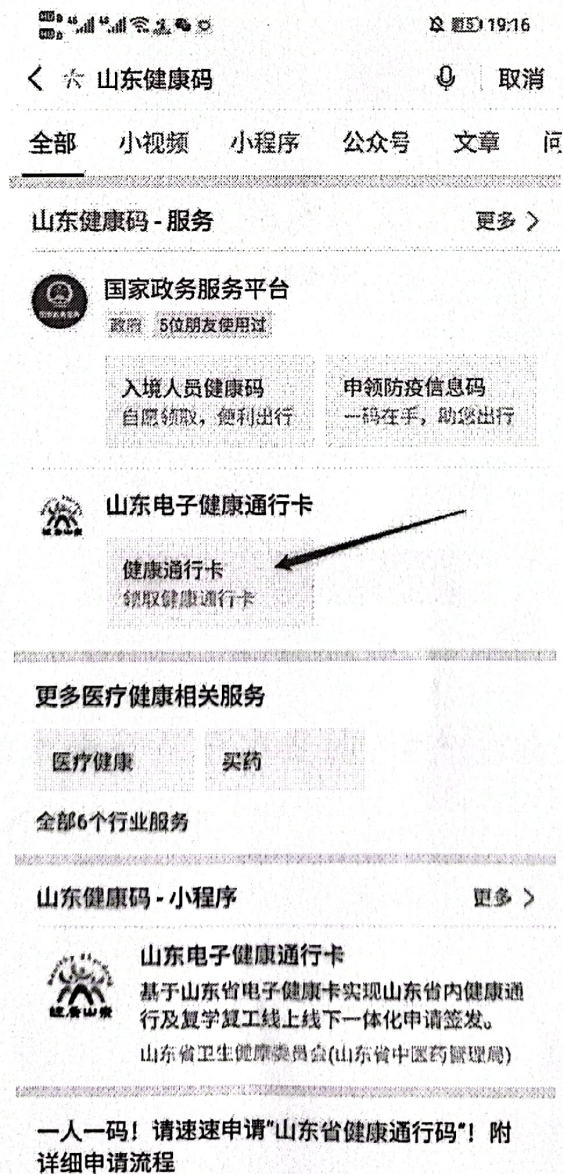 19:16
山东健康码
取消
全部 小视频 小程序 公众号 文章 问
山东健康码 - 服务 更多 >
国家政务服务平台
政府 5位朋友使用过
入境人员健康码 申领防疫信息码
自愿领取，便利出行 一码在手，助您出行
山东电子健康通行卡
健康通行卡
领取健康通行卡
更多医疗健康相关服务
医疗健康 买药
全部6个行业服务
山东健康码 - 小程序 更多 >
山东电子健康通行卡
基于山东省电子健康卡实现山东省内健康通
行及复学复工线上线下一体化申请签发。
山东省卫生健康委员会(山东省中医药管理局)
一人一码！请速速申请"山东省健康通行码"！附
详细申请流程